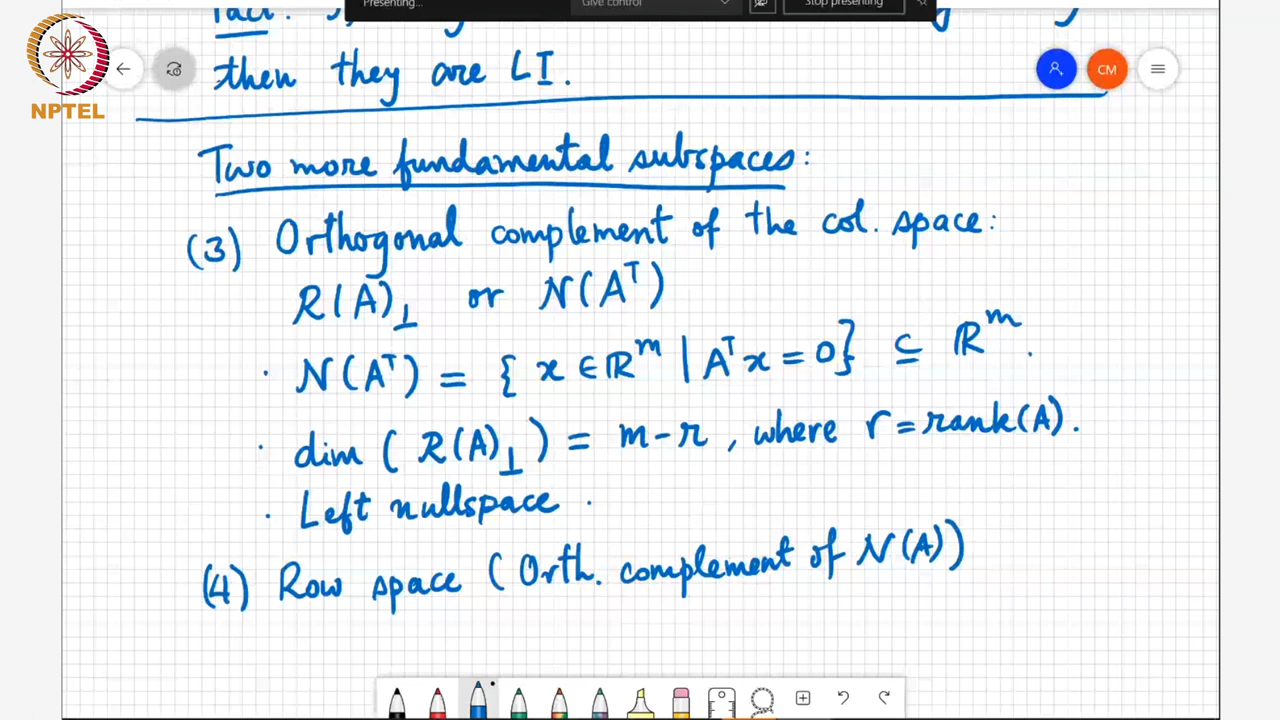 Presenting...
Give control
Stop presenting
NPTEL
CM
then they are LI.
Two more fundamental subspaces:
(3) Orthogonal complement of the col. space:
R(A)⊥ or N(Aᵀ)
· N(Aᵀ) = { x ∈ ℝᵐ | Aᵀx = 0} ⊆ ℝᵐ.
· dim ( R(A)⊥ ) = m-r, where r = rank(A).
· Left nullspace ·
(4) Row space (Orth. complement of N(A))